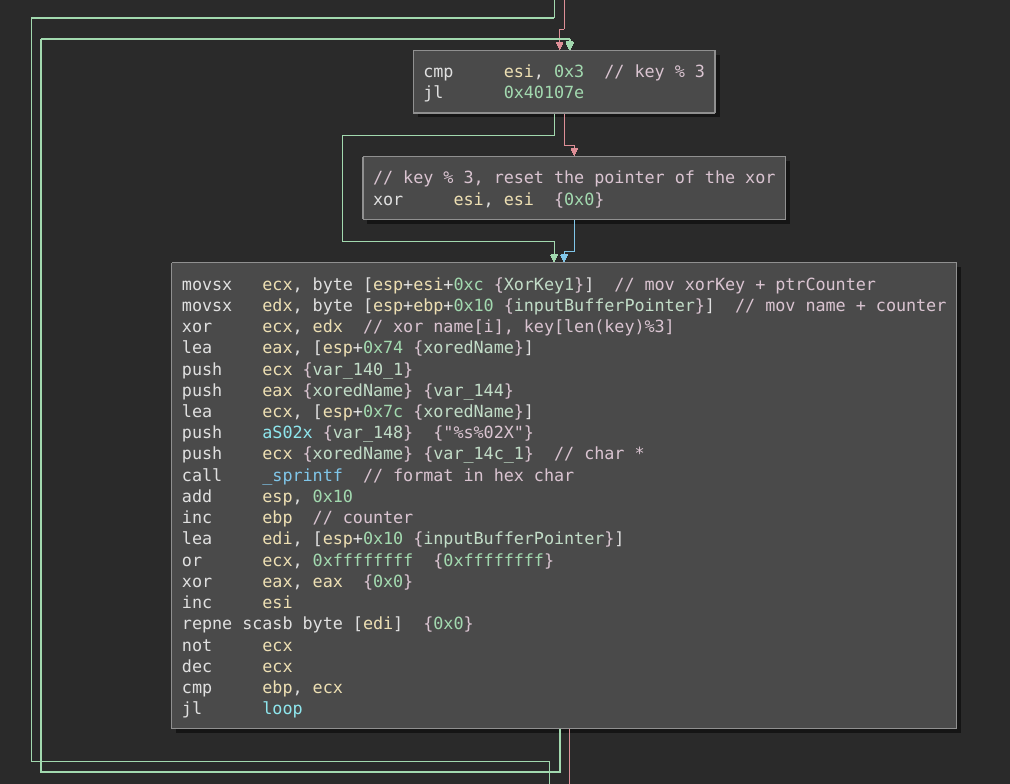 cmp     esi, 0x3  // key % 3
jl      0x40107e
// key % 3, reset the pointer of the xor
xor     esi, esi  {0x0}
movsx   ecx, byte [esp+esi+0xc {XorKey1}]  // mov xorKey + ptrCounter
movsx   edx, byte [esp+ebp+0x10 {inputBufferPointer}]  // mov name + counter
xor     ecx, edx  // xor name[i], key[len(key)%3]
lea     eax, [esp+0x74 {xoredName}]
push    ecx {var_140_1}
push    eax {xoredName} {var_144}
lea     ecx, [esp+0x7c {xoredName}]
push    aS02x {var_148}  {"%s%02X"}
push    ecx {xoredName} {var_14c_1}  // char *
call    _sprintf  // format in hex char
add     esp, 0x10
inc     ebp  // counter
lea     edi, [esp+0x10 {inputBufferPointer}]
or      ecx, 0xffffffff  {0xffffffff}
xor     eax, eax  {0x0}
inc     esi
repne scasb byte [edi]  {0x0}
not     ecx
dec     ecx
cmp     ebp, ecx
jl      loop